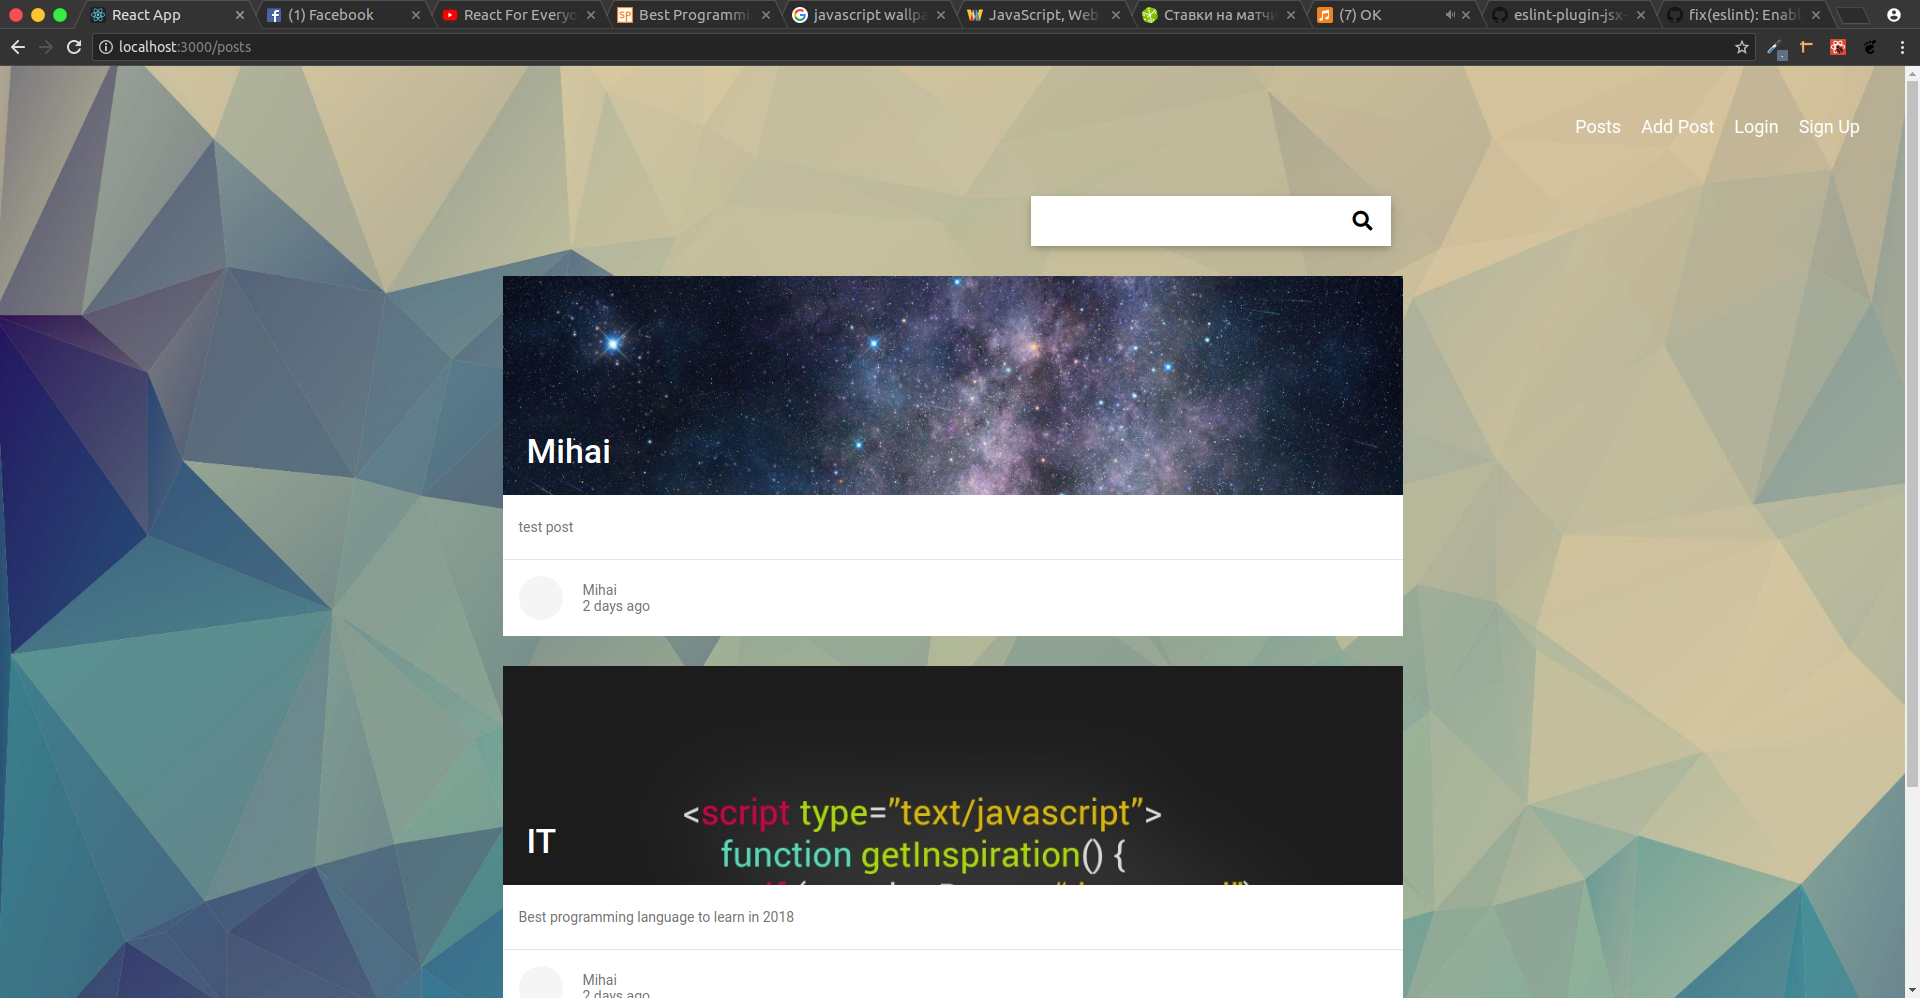 React App
(1) Facebook
React For Everyo
Best Programmi
javascript wallpa
JavaScript, Web
Ставки на матчи
(7) OK
eslint-plugin-jsx-
fix(eslint): Enabl
localhost:3000/posts
Posts Add Post Login Sign Up
Mihai
test post
Mihai
2 days ago
<script type=”text/javascript”>
function getInspiration() {
IT
Best programming language to learn in 2018
Mihai
2 days ago